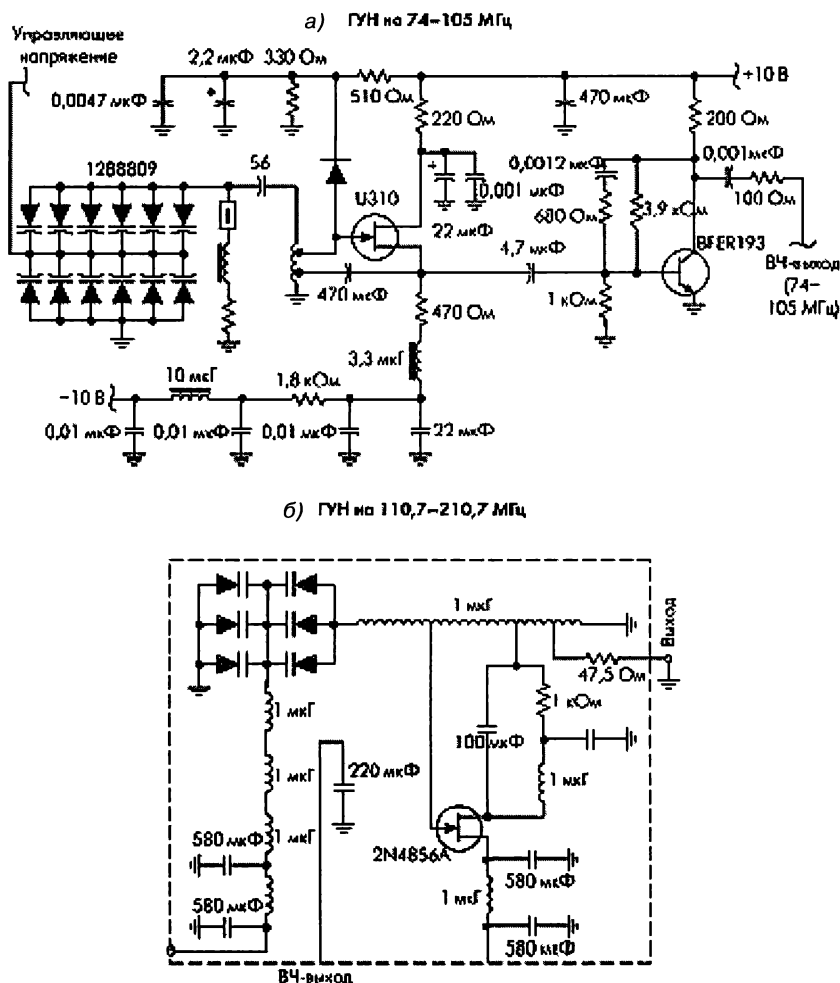 а) ГУН на 74–105 МГц
Управляющее
напряжение
2,2 мкФ
330 Ом
+10 В
0,0047 мкФ
510 Ом
220 Ом
470 мкФ
200 Ом
1288809
56
U310
0,001 мкФ
22 мкФ
0,0012 мкФ
680 Ом
3,9 кОм
0,001 мкФ
100 Ом
BFER193
470 мкФ
4,7 мкФ
ВЧ-выход
(74–
105 МГц)
1 кОм
470 Ом
3,3 мкГ
10 мкГ
1,8 кОм
–10 В
0,01 мкФ
0,01 мкФ
0,01 мкФ
22 мкФ
б) ГУН на 110,7–210,7 МГц
1 мкГ
Выход
47,5 Ом
1 мкГ
1 кОм
100 мкФ
1 мкГ
220 мкФ
1 мкГ
580 мкФ
1 мкГ
2N4856A
580 мкФ
580 мкФ
1 мкГ
580 мкФ
ВЧ-выход